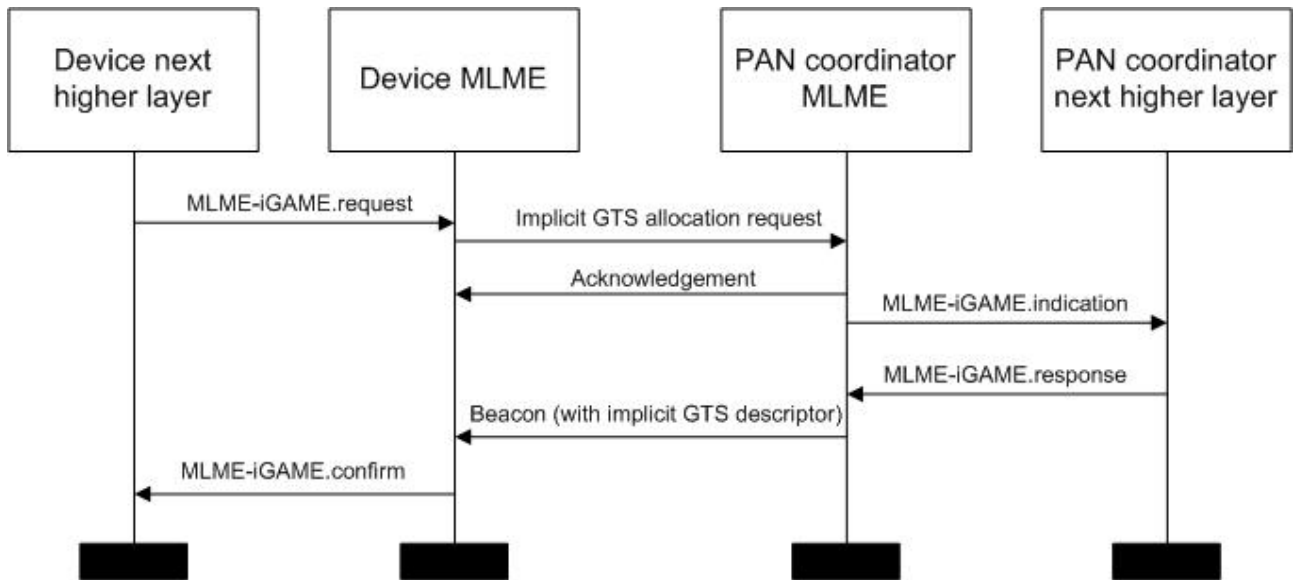 Device next
higher layer
Device MLME
PAN coordinator
MLME
PAN coordinator
next higher layer
MLME-iGAME.request
Implicit GTS allocation request
Acknowledgement
MLME-iGAME.indication
MLME-iGAME.response
Beacon (with implicit GTS descriptor)
MLME-iGAME.confirm